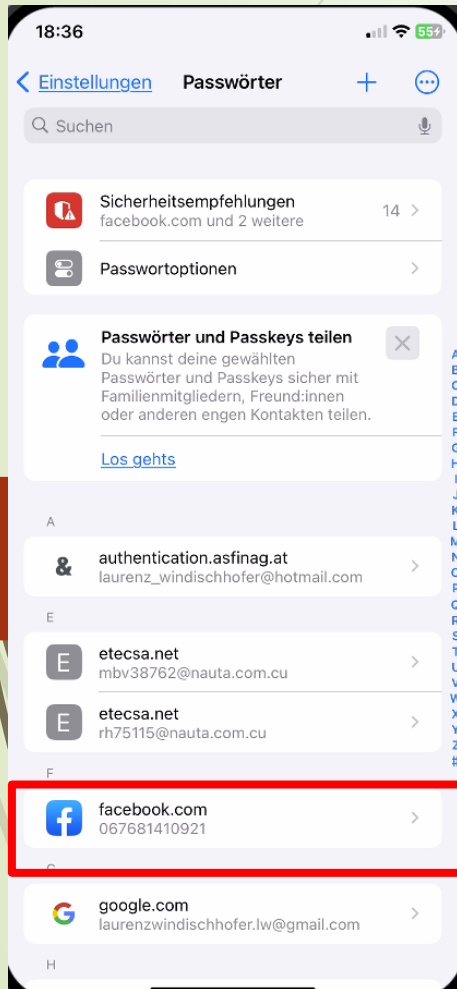 18:36
55
Einstellungen
Passwörter
Suchen
Sicherheitsempfehlungen
facebook.com und 2 weitere
14
Passwortoptionen
Passwörter und Passkeys teilen
Du kannst deine gewählten
Passwörter und Passkeys sicher mit
Familienmitgliedern, Freund:innen
oder anderen engen Kontakten teilen.
Los gehts
A
&
authentication.asfinag.at
laurenz_windischhofer@hotmail.com
E
E
etecsa.net
mbv38762@nauta.com.cu
E
etecsa.net
rh75115@nauta.com.cu
F
facebook.com
067681410921
G
google.com
laurenzwindischhofer.lw@gmail.com
H
A
B
C
D
E
F
G
H
I
J
K
L
M
N
O
P
Q
R
S
T
U
V
W
X
Y
Z
#